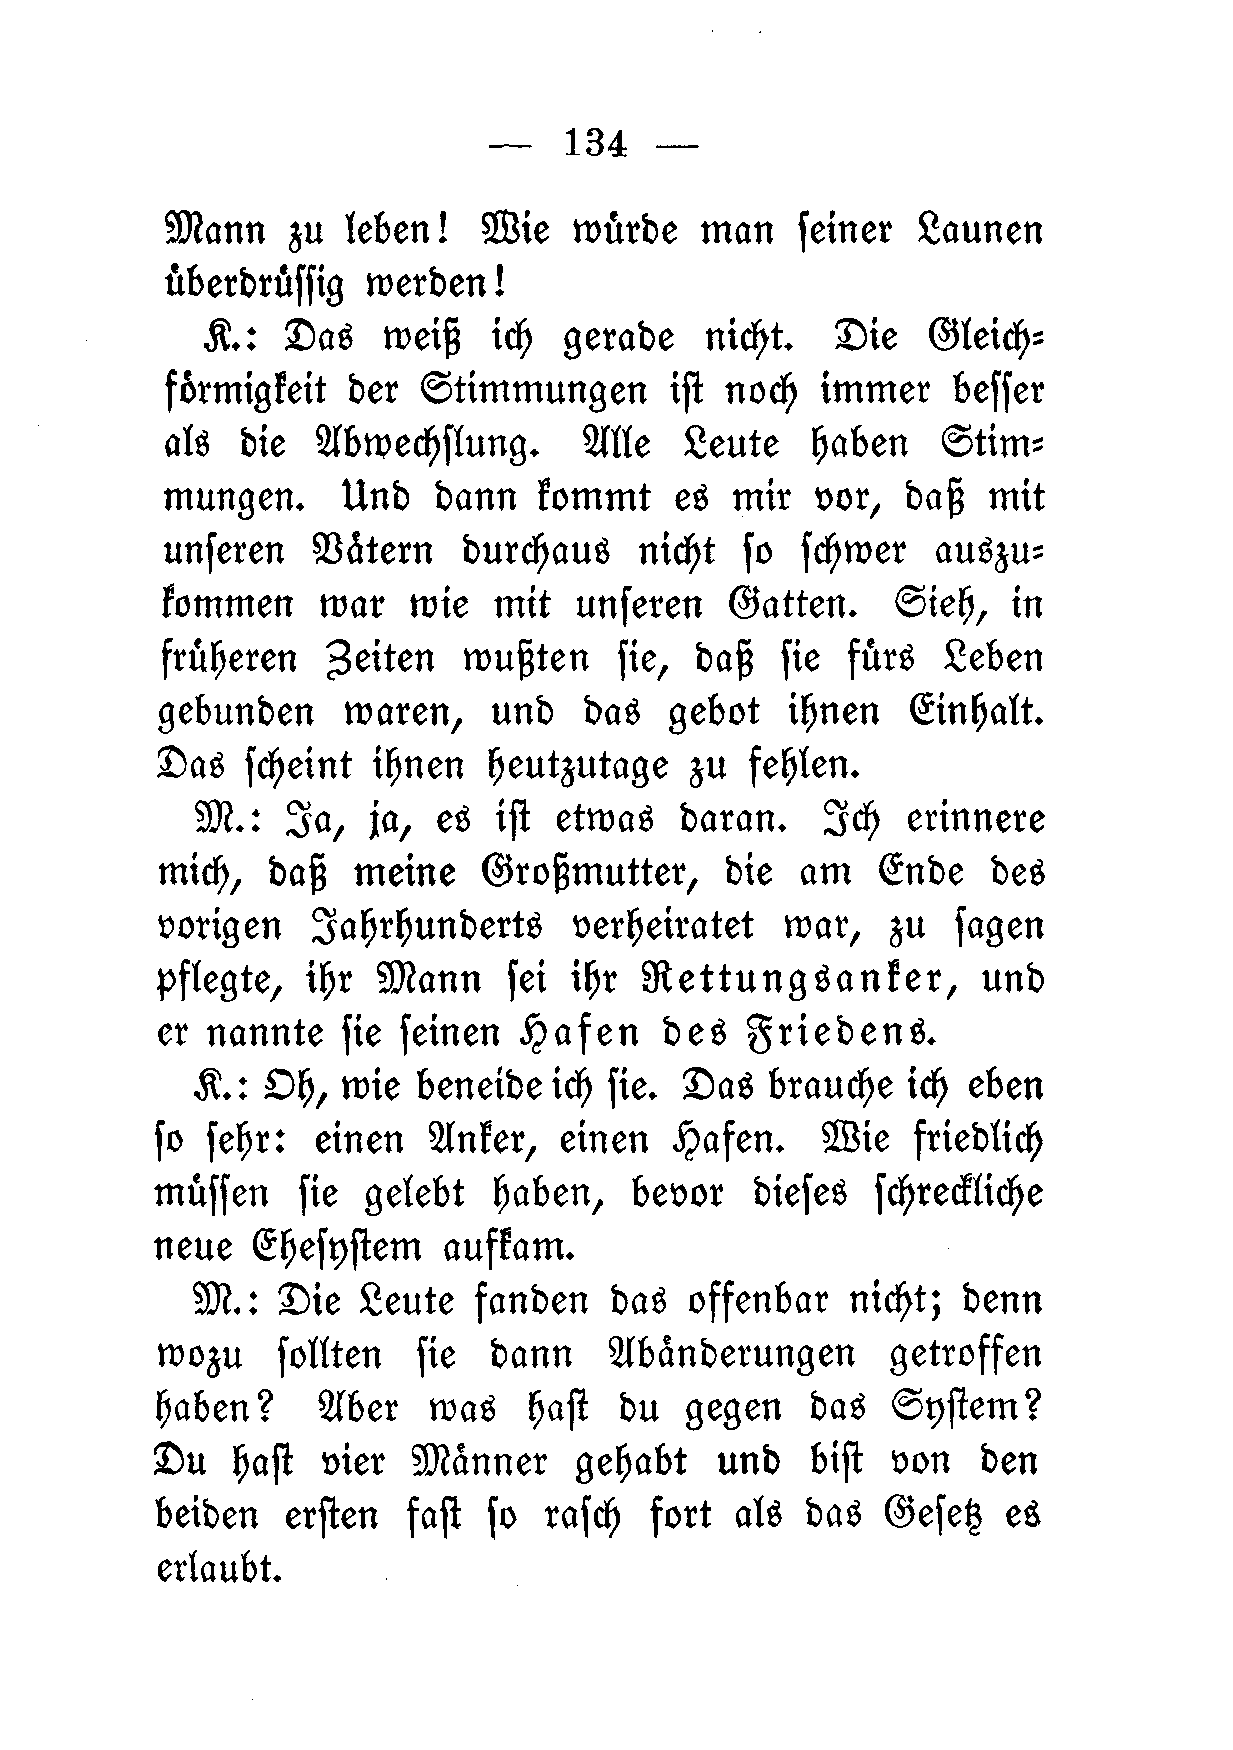 — 134 —
Mann zu leben! Wie würde man ſeiner Launen
überdrüſſig werden!
K.: Das weiß ich gerade nicht. Die Gleich⸗
förmigkeit der Stimmungen iſt noch immer beſſer
als die Abwechſlung. Alle Leute haben Stim⸗
mungen. Und dann kommt es mir vor, daß mit
unſeren Vätern durchaus nicht ſo ſchwer auszu⸗
kommen war wie mit unſeren Gatten. Sieh, in
früheren Zeiten wußten ſie, daß ſie fürs Leben
gebunden waren, und das gebot ihnen Einhalt.
Das ſcheint ihnen heutzutage zu fehlen.
M.: Ja, ja, es iſt etwas daran. Ich erinnere
mich, daß meine Großmutter, die am Ende des
vorigen Jahrhunderts verheiratet war, zu ſagen
pflegte, ihr Mann ſei ihr Rettungsanker, und
er nannte ſie ſeinen Hafen des Friedens.
K.: Oh, wie beneide ich ſie. Das brauche ich eben
ſo ſehr: einen Anker, einen Hafen. Wie friedlich
müſſen ſie gelebt haben, bevor dieſes ſchreckliche
neue Eheſyſtem aufkam.
M.: Die Leute fanden das offenbar nicht; denn
wozu ſollten ſie dann Abänderungen getroffen
haben? Aber was haſt du gegen das Syſtem?
Du haſt vier Männer gehabt und biſt von den
beiden erſten faſt ſo raſch fort als das Geſetz es
erlaubt.